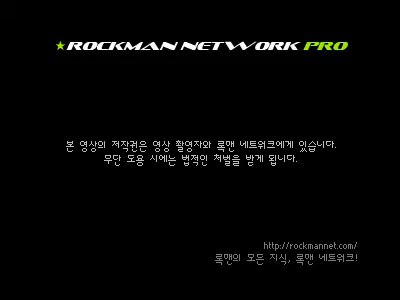 ★ROCKMAN NETWORK PRO
본 영상의 저작권은 영상 촬영자와 록맨 네트워크에게 있습니다.
무단 도용 시에는 법적인 처벌을 받게 됩니다.
http://rockmannet.com/
록맨의 모든 지식, 록맨 네트워크!